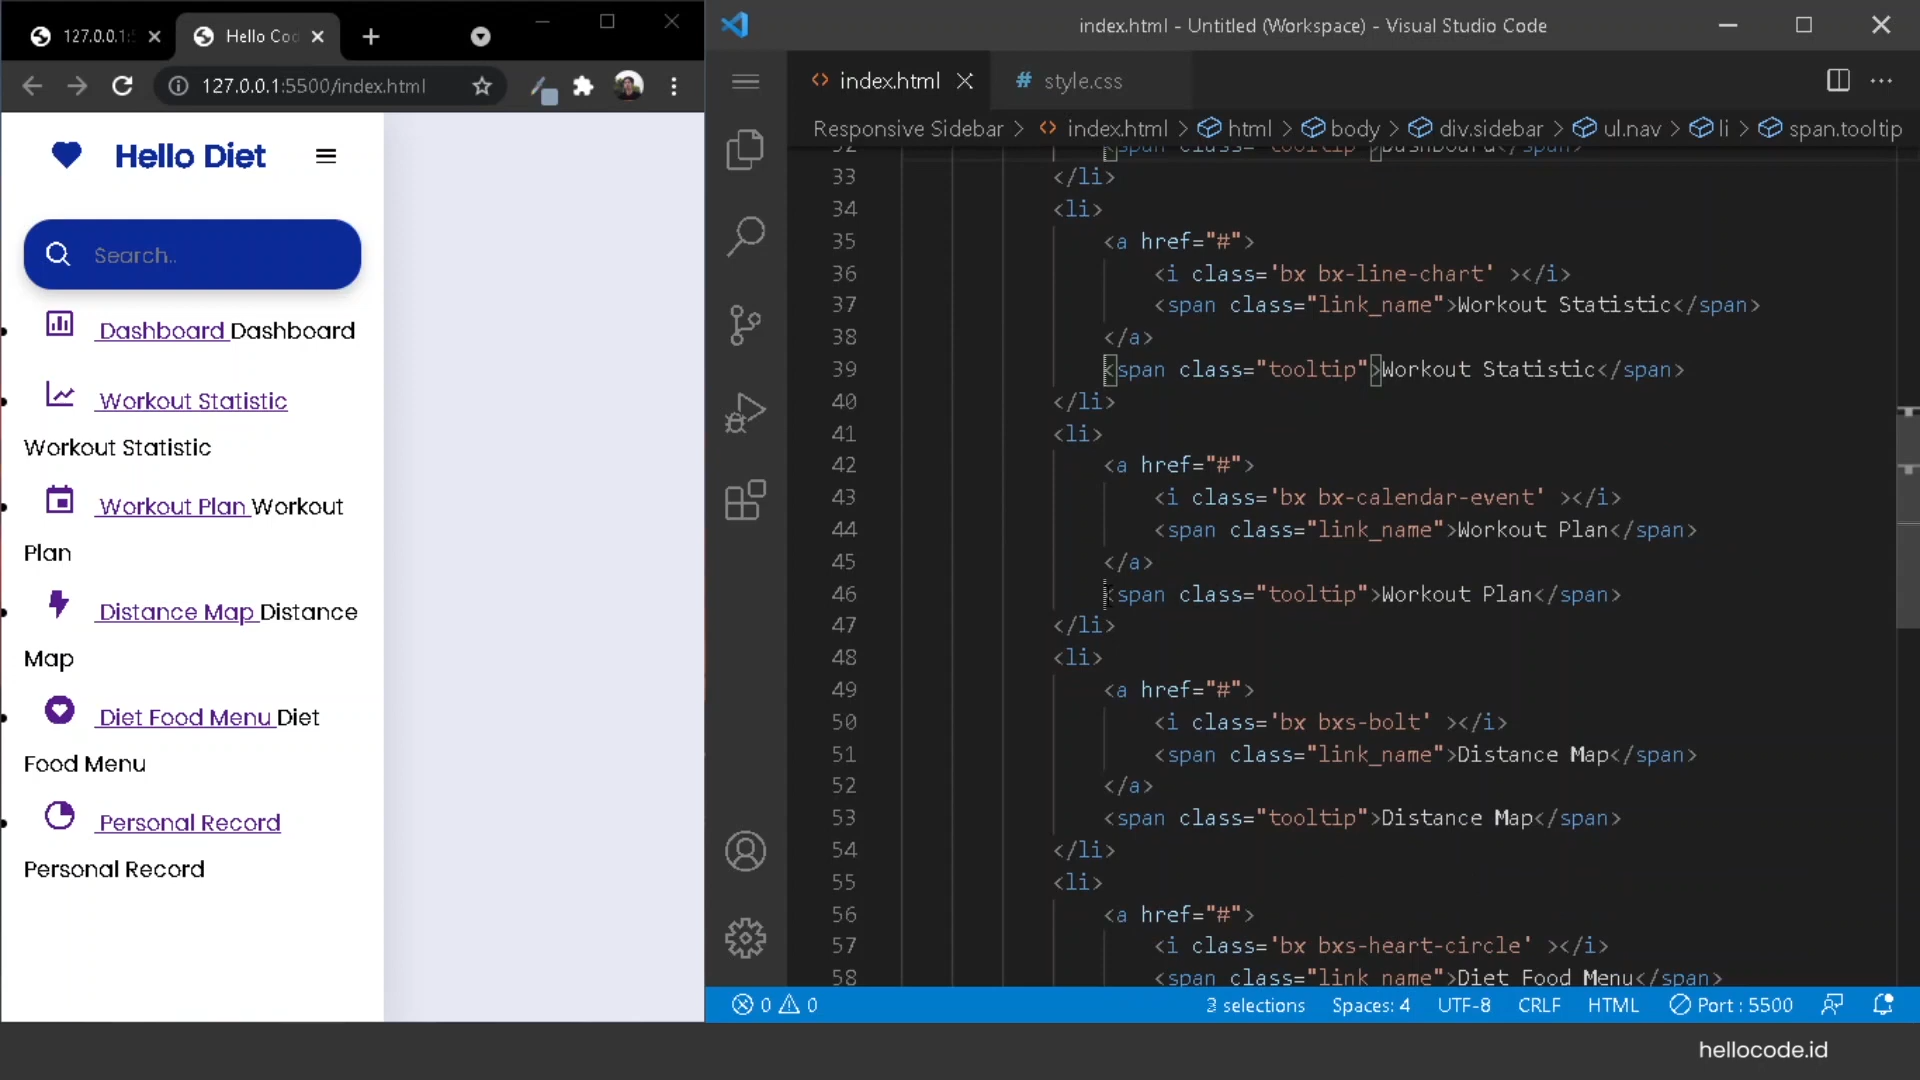 127.0.0.1:5
Hello Cod
127.0.0.1:5500/index.html
Hello Diet
Search..
Dashboard Dashboard
Workout Statistic
Workout Statistic
Workout Plan Workout
Plan
Distance Map Distance
Map
Diet Food Menu Diet
Food Menu
Personal Record
Personal Record
index.html - Untitled (Workspace) - Visual Studio Code
index.html
# style.css
Responsive Sidebar > index.html > html > body > div.sidebar > ul.nav > li > span.tooltip
32 <span class="tooltip">Dashboard</span>
33 </li>
34 <li>
35 <a href="#">
36 <i class='bx bx-line-chart' ></i>
37 <span class="link_name">Workout Statistic</span>
38 </a>
39 <span class="tooltip">Workout Statistic</span>
40 </li>
41 <li>
42 <a href="#">
43 <i class='bx bx-calendar-event' ></i>
44 <span class="link_name">Workout Plan</span>
45 </a>
46 <span class="tooltip">Workout Plan</span>
47 </li>
48 <li>
49 <a href="#">
50 <i class='bx bxs-bolt' ></i>
51 <span class="link_name">Distance Map</span>
52 </a>
53 <span class="tooltip">Distance Map</span>
54 </li>
55 <li>
56 <a href="#">
57 <i class='bx bxs-heart-circle' ></i>
58 <span class="link_name">Diet Food Menu</span>
0 0 3 selections Spaces: 4 UTF-8 CRLF HTML Port : 5500
hellocode.id